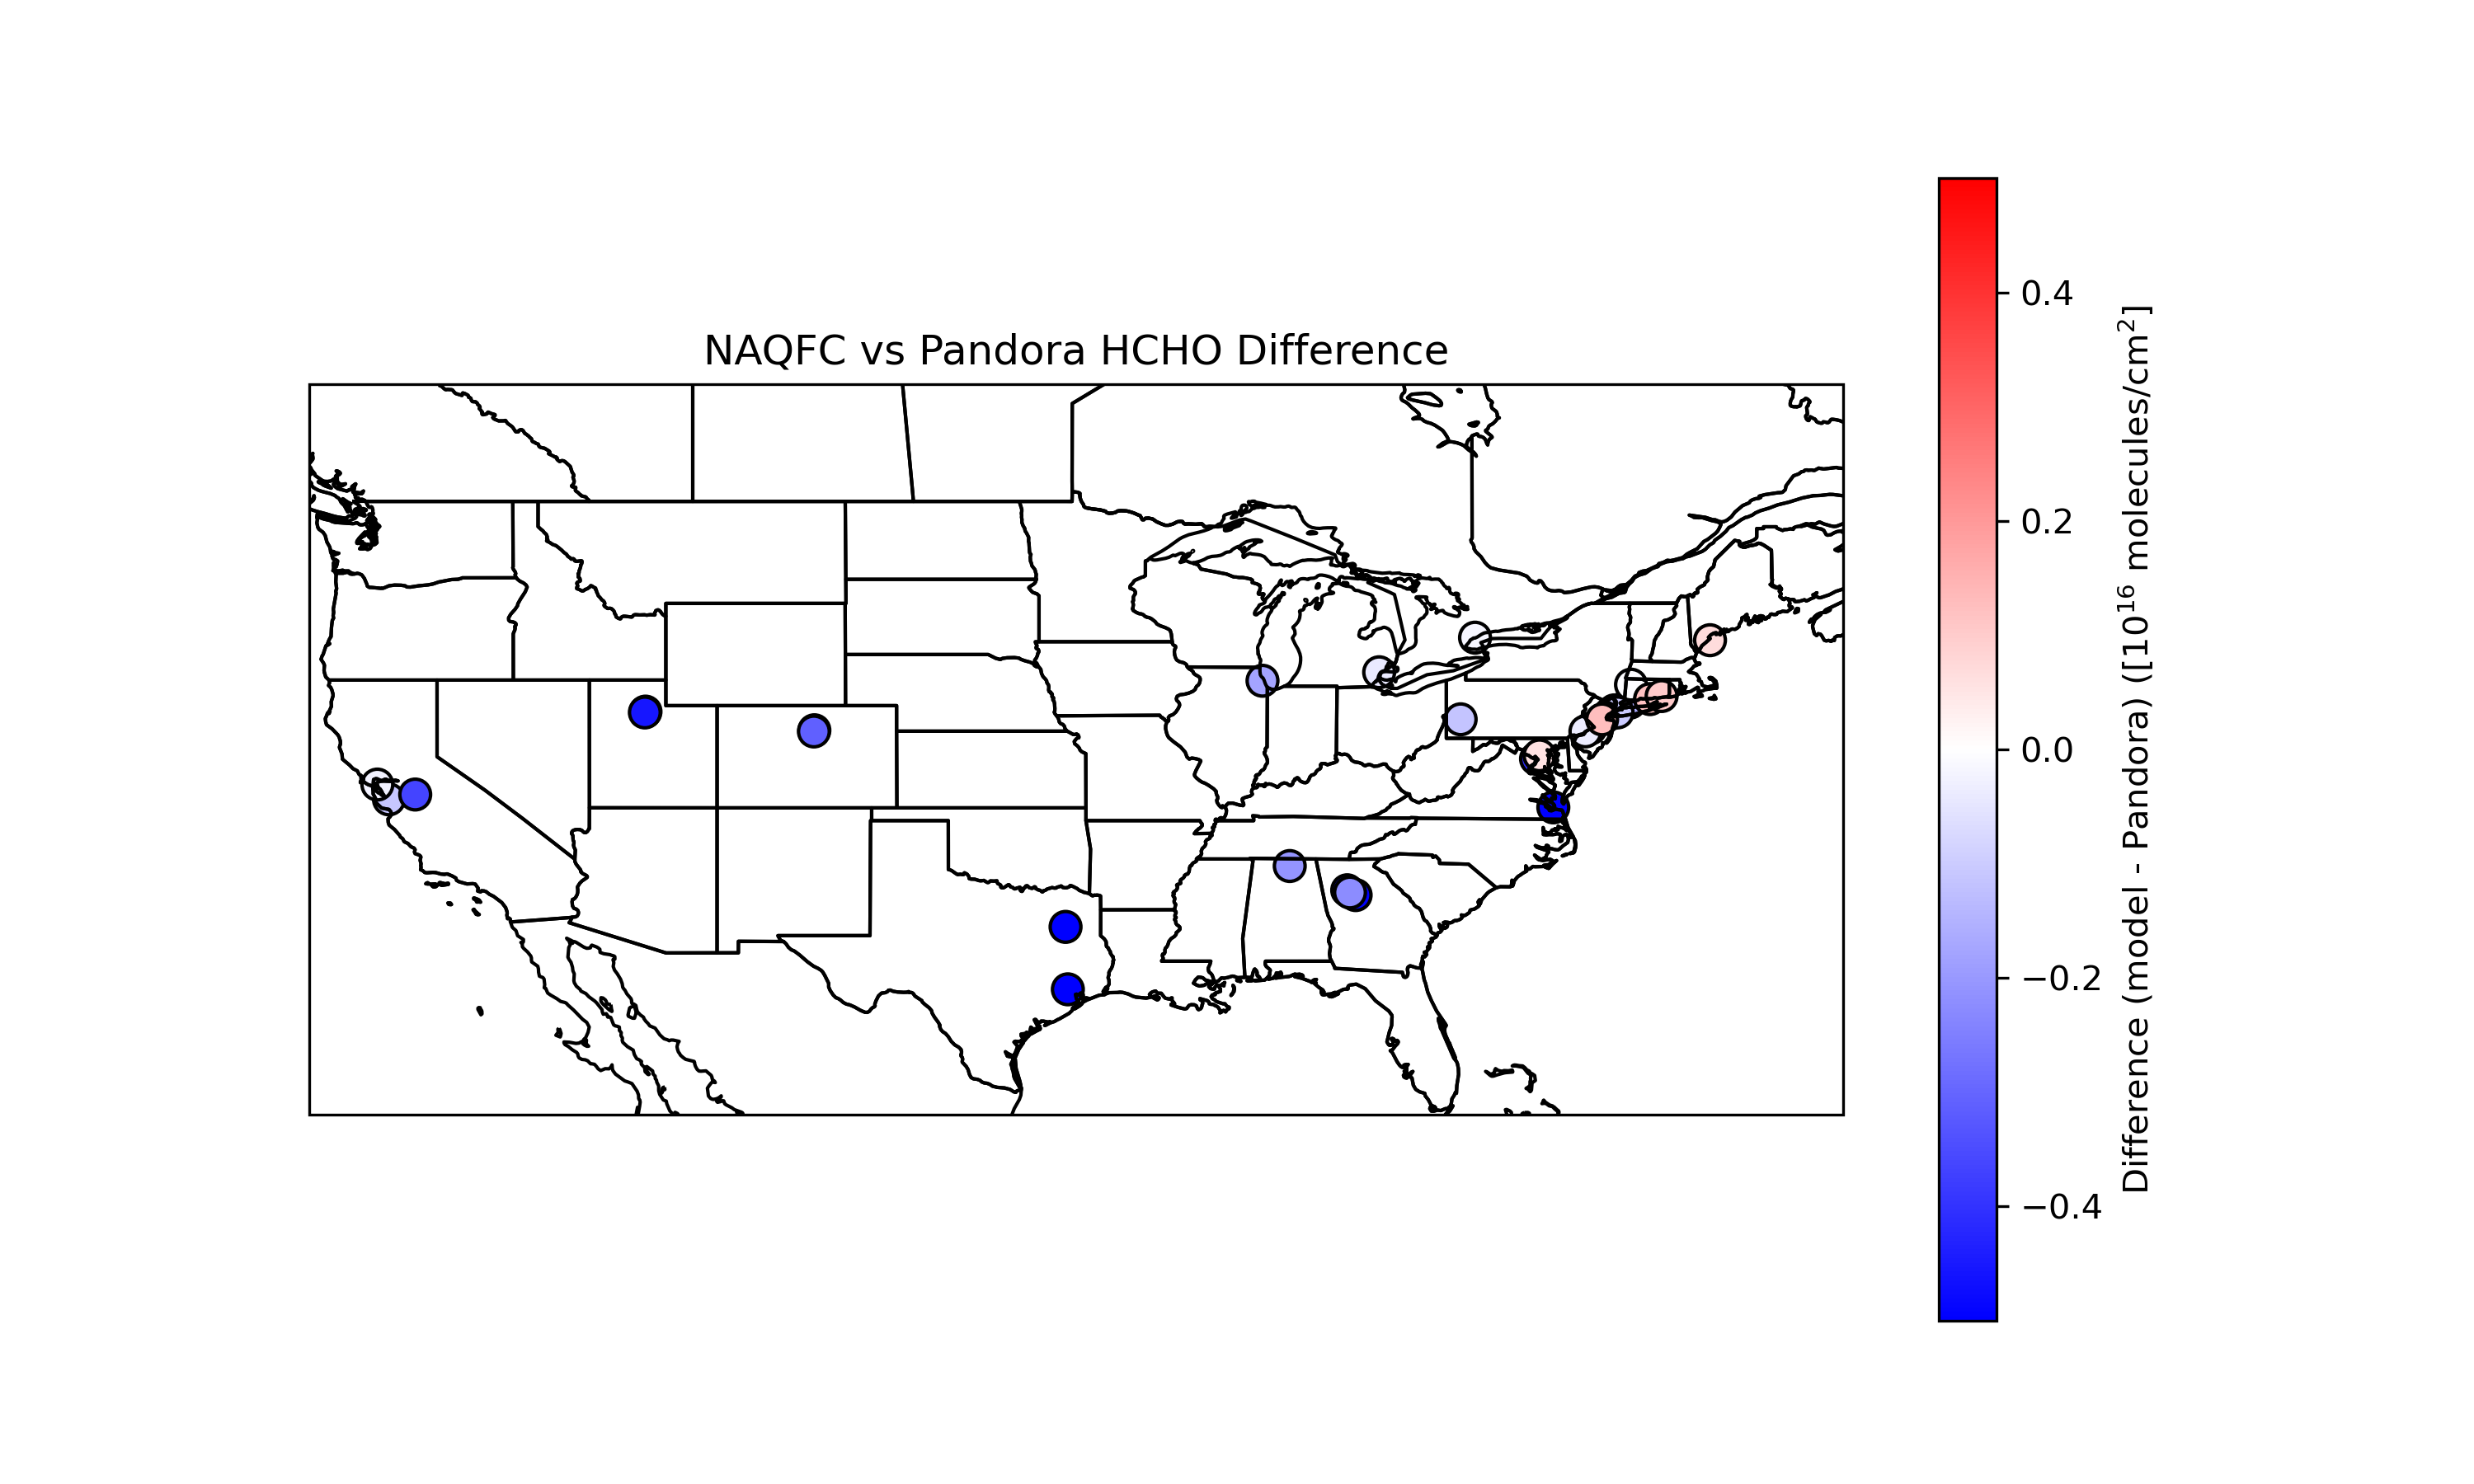 NAQFC vs Pandora HCHO Difference
0.4
0.2
0.0
−0.2
−0.4
Difference (model - Pandora) ([10¹⁶ molecules/cm²]